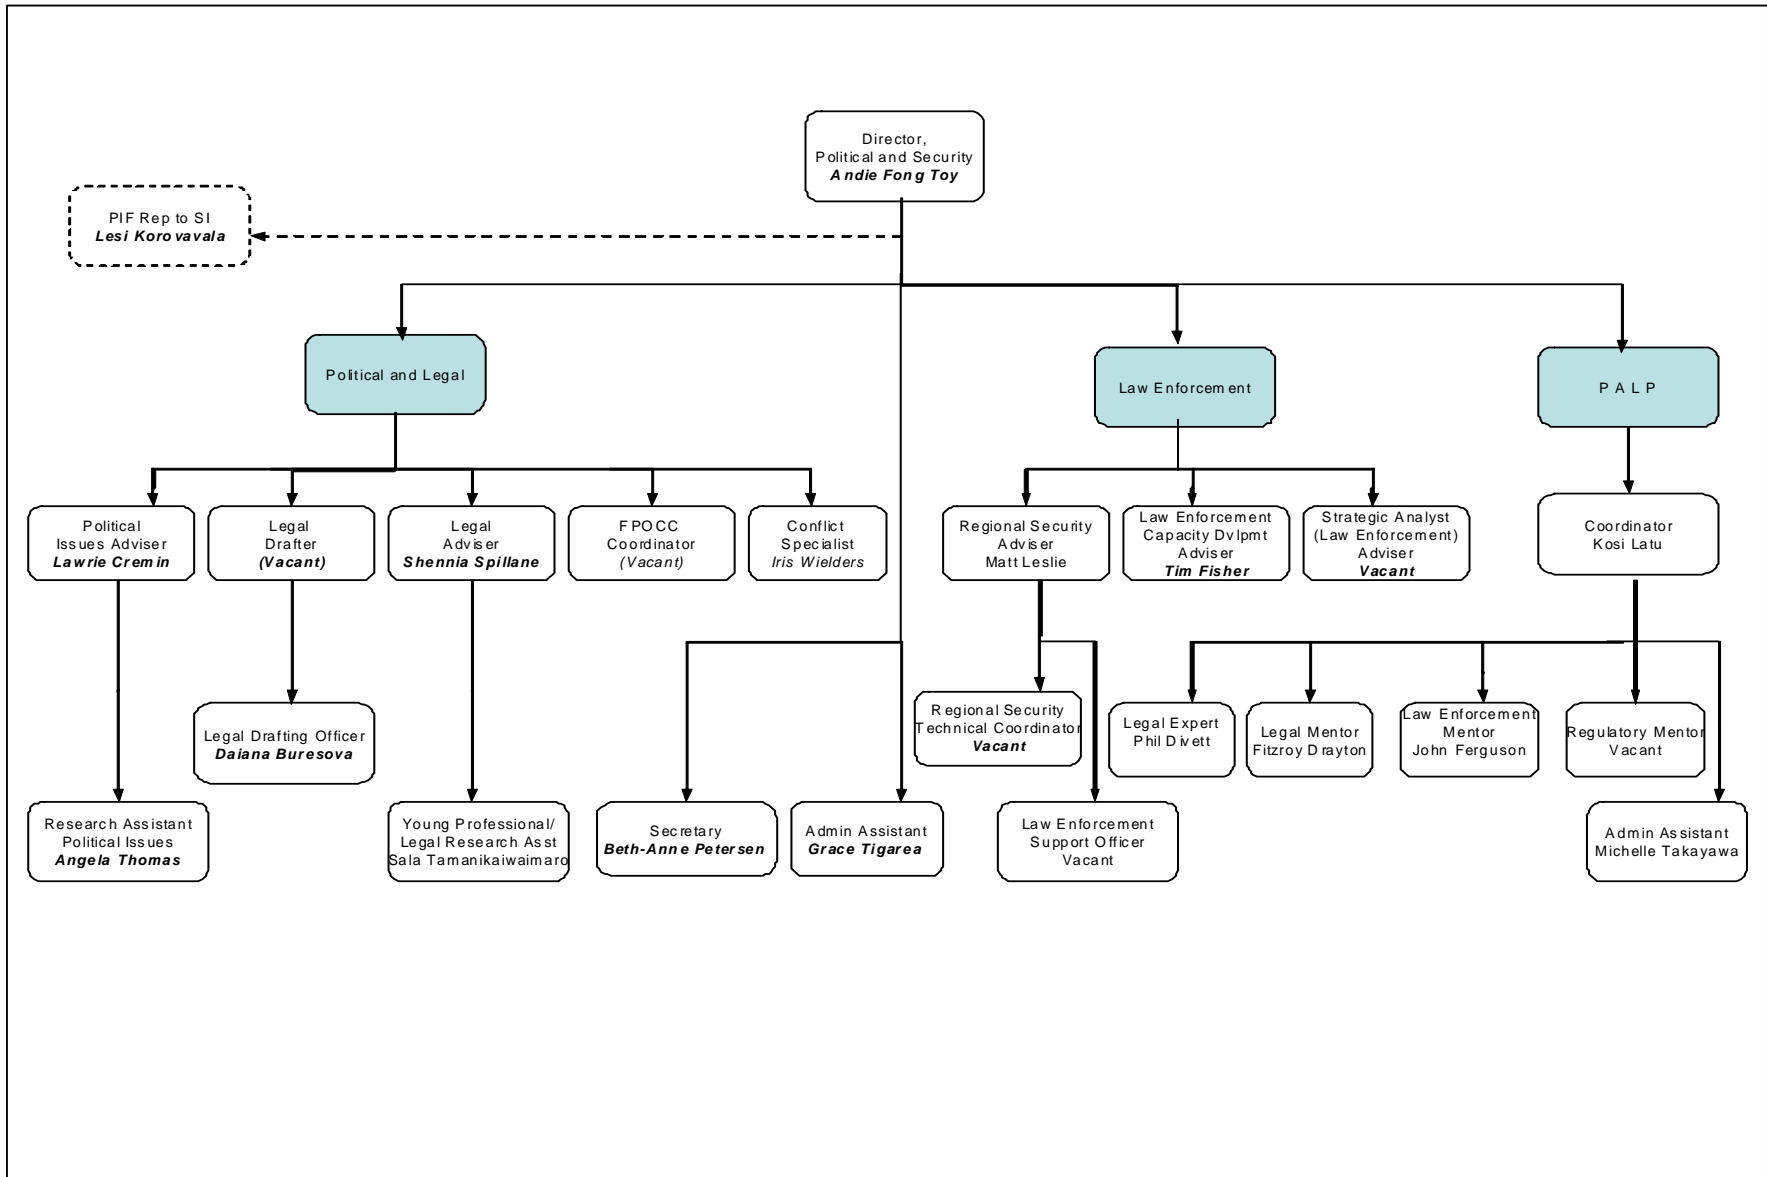 Director,
Political and Security
Andie Fong Toy
PIF Rep to SI
Lesi Korovavala
Political and Legal
Law Enforcement
P A L P
Political
Issues Adviser
Lawrie Cremin
Legal
Drafter
(Vacant)
Legal
Adviser
Shennia Spillane
FPOCC
Coordinator
(Vacant)
Conflict
Specialist
Iris Wielders
Regional Security
Adviser
Matt Leslie
Law Enforcement
Capacity Dvlpmt
Adviser
Tim Fisher
Strategic Analyst
(Law Enforcement)
Adviser
Vacant
Coordinator
Kosi Latu
Legal Drafting Officer
Daiana Buresova
Regional Security
Technical Coordinator
Vacant
Legal Expert
Phil Divett
Legal Mentor
Fitzroy Drayton
Law Enforcement
Mentor
John Ferguson
Regulatory Mentor
Vacant
Research Assistant
Political Issues
Angela Thomas
Young Professional/
Legal Research Asst
Sala Tamanikaiwaimaro
Secretary
Beth-Anne Petersen
Admin Assistant
Grace Tigarea
Law Enforcement
Support Officer
Vacant
Admin Assistant
Michelle Takayawa